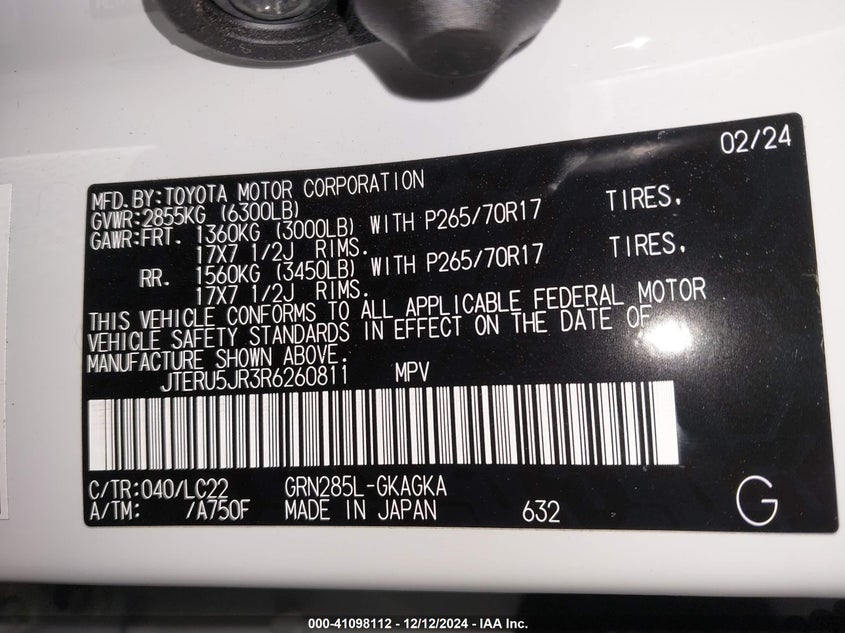 02/24
MFD.BY:TOYOTA MOTOR CORPORATION
GVWR:2855KG (6300LB)
GAWR:FRT. 1360KG (3000LB) WITH P265/70R17 TIRES,
17X7 1/2J RIMS.
RR. 1560KG (3450LB) WITH P265/70R17 TIRES,
17X7 1/2J RIMS.
THIS VEHICLE CONFORMS TO ALL APPLICABLE FEDERAL MOTOR
VEHICLE SAFETY STANDARDS IN EFFECT ON THE DATE OF
MANUFACTURE SHOWN ABOVE.
JTERU5JR3R6260811 MPV
C/TR:040/LC22 GRN285L-GKAGKA
A/TM: /A750F MADE IN JAPAN 632 G
000-41098112 - 12/12/2024 - IAA Inc.